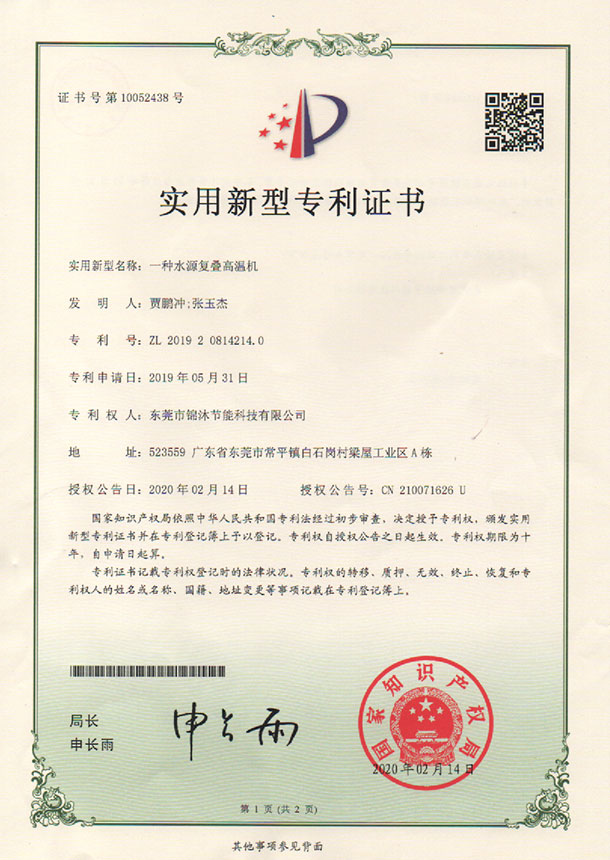 证书号第10052438号
实用新型专利证书
实用新型名称：一种水源复叠高温机
发明人：贾鹏冲;张玉杰
专利号：ZL 2019 2 0814214.0
专利申请日：2019年05月31日
专利权人：东莞市锦沐节能科技有限公司
地址：523559 广东省东莞市常平镇白石岗村梁屋工业区A栋
授权公告日：2020年02月14日 授权公告号：CN 210071626 U
国家知识产权局依照中华人民共和国专利法经过初步审查，决定授予专利权，颁发实用
新型专利证书并在专利登记簿上予以登记。专利权自授权公告之日起生效。专利权期限为十
年，自申请日起算。
专利证书记载专利权登记时的法律状况。专利权的转移、质押、无效、终止、恢复和专
利权人的姓名或名称、国籍、地址变更等事项记载在专利登记簿上。
局长
申长雨
申长雨
国家知识产权局
2020年02月14日
第1页(共2页)
其他事项参见背面